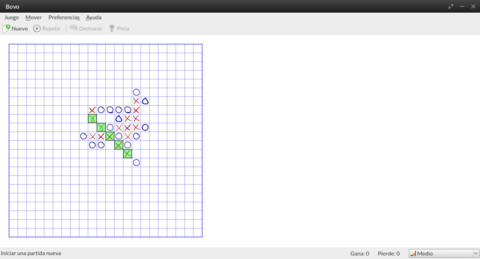 Bovo
Juego Mover Preferencias Ayuda
Nuevo Repetir Deshacer Pista
Iniciar una partida nueva Gana: 0 Pierde: 0 Medio